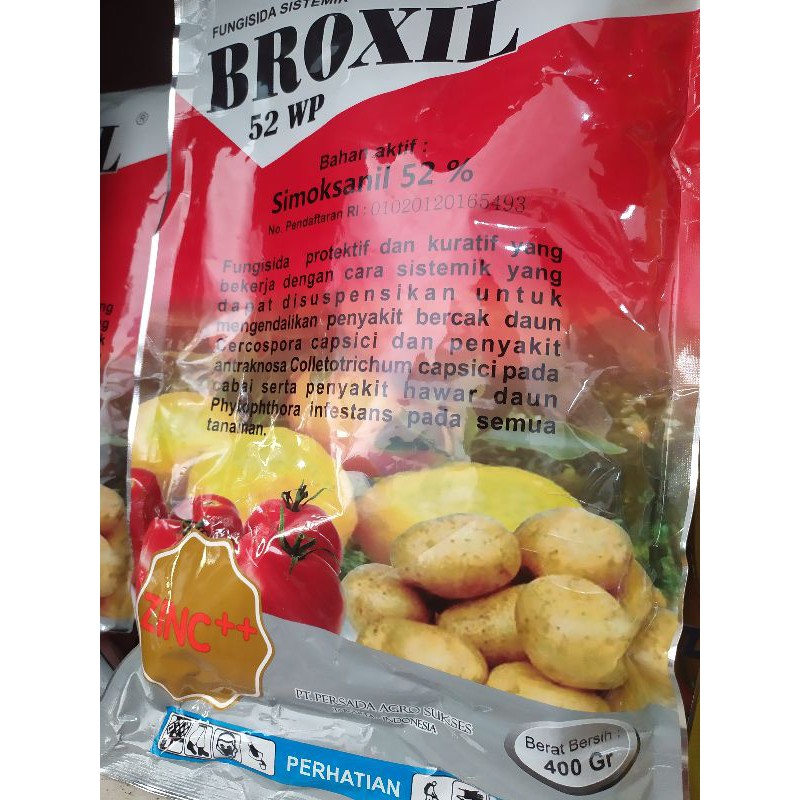 FUNGISIDA SISTEMIK
BROXIL
52 WP
L ®
Bahan aktif :
Simoksanil 52 %
No. Pendaftaran RI : 01020120165493
Fungisida protektif dan kuratif yang
bekerja dengan cara sistemik yang
dapat disuspensikan untuk
mengendalikan penyakit bercak daun
Cercospora capsici dan penyakit
antraknosa Colletotrichum capsici pada
cabai serta penyakit hawar daun
Phytophthora infestans pada semua
tanaman.
ZINC++
PT. PERSADA AGRO SUKSES
JAKARTA - INDONESIA
Berat Bersih :
400 Gr
PERHATIAN